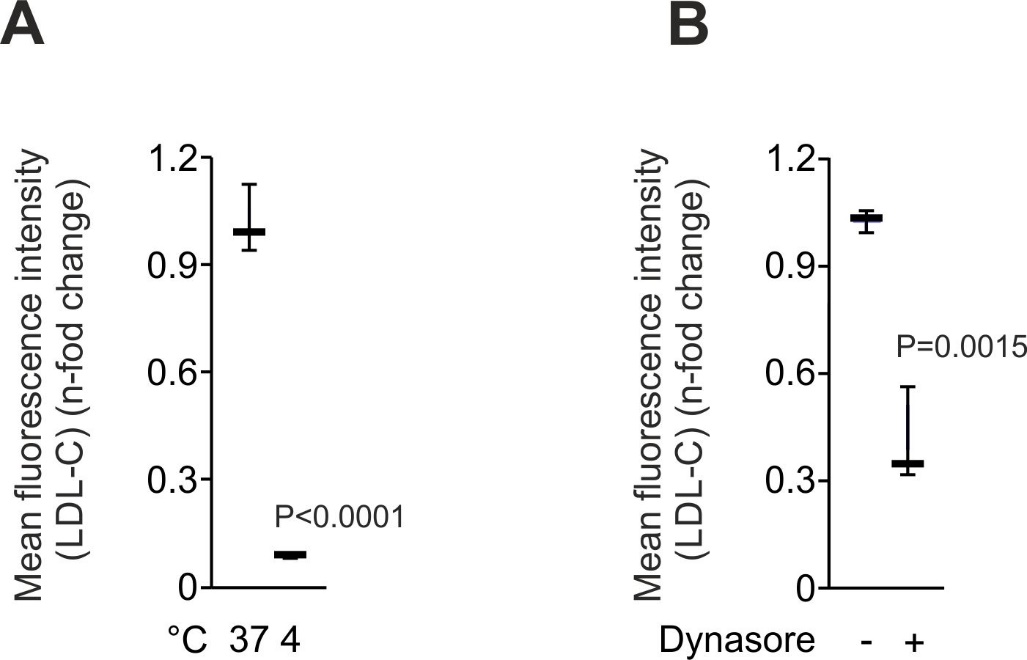 A
Mean fluorescence intensity
(LDL-C) (n-fod change)
1.2
0.9
0.6
0.3
0
P<0.0001
°C 37 4
B
Mean fluorescence intensity
(LDL-C) (n-fod change)
1.2
0.9
0.6
0.3
0
P=0.0015
Dynasore - +